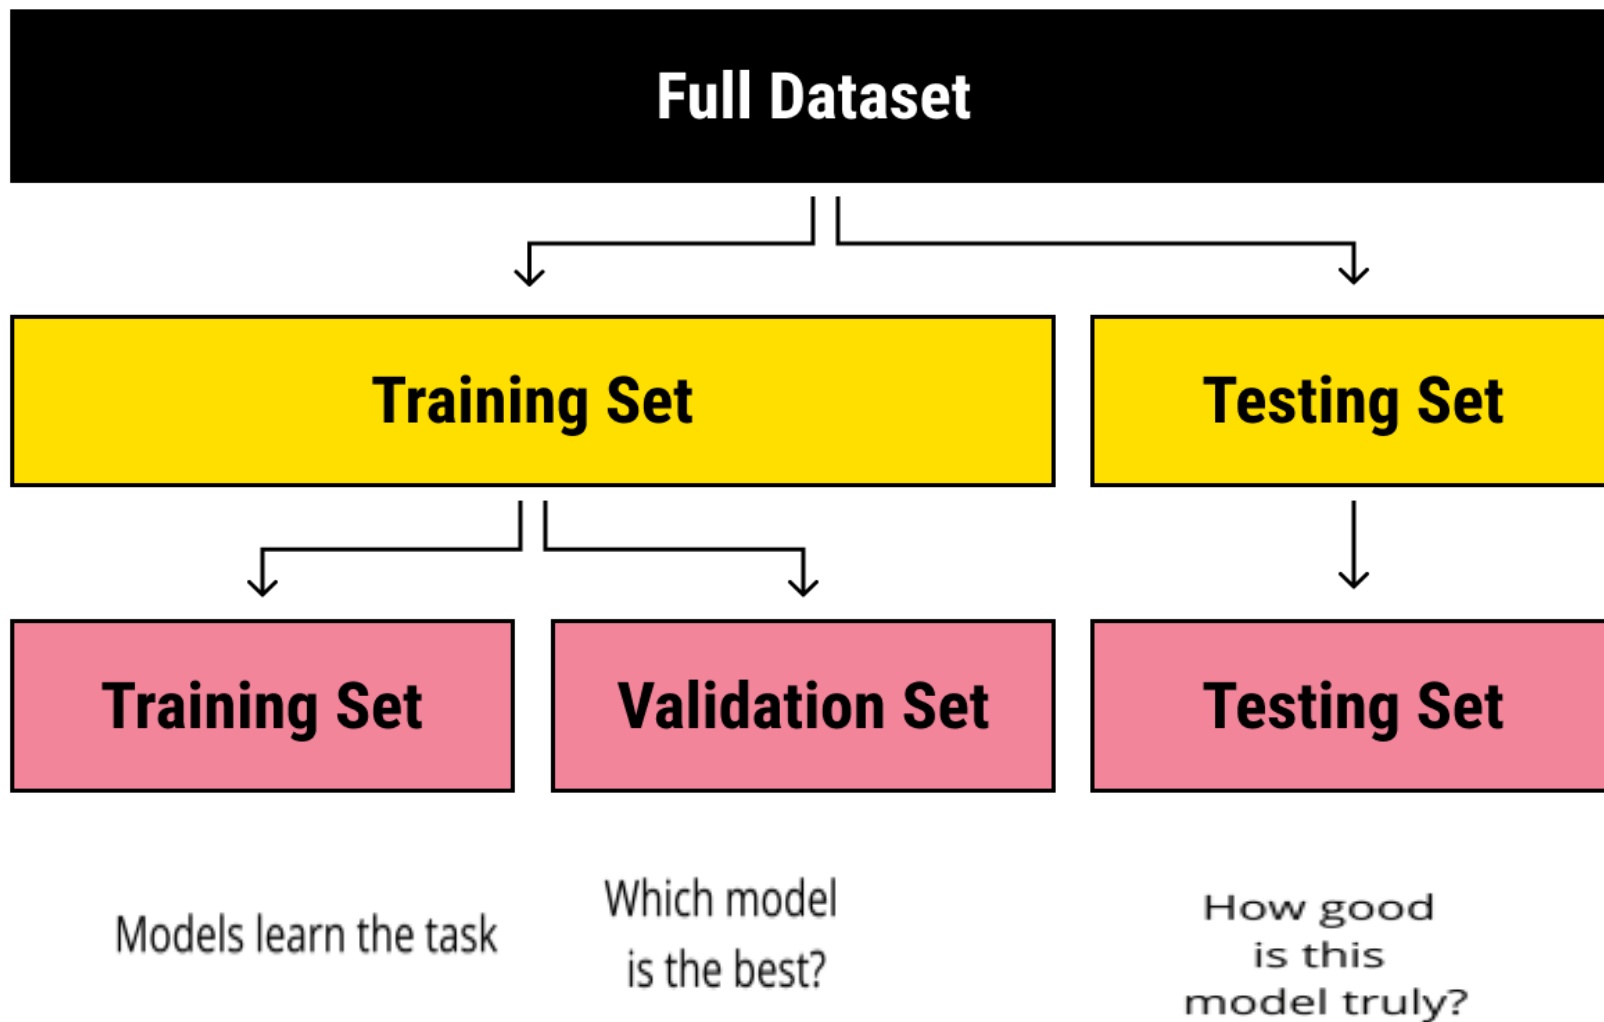 Full Dataset
Training Set
Testing Set
Training Set
Validation Set
Testing Set
Models learn the task
Which model
is the best?
How good
is this
model truly?